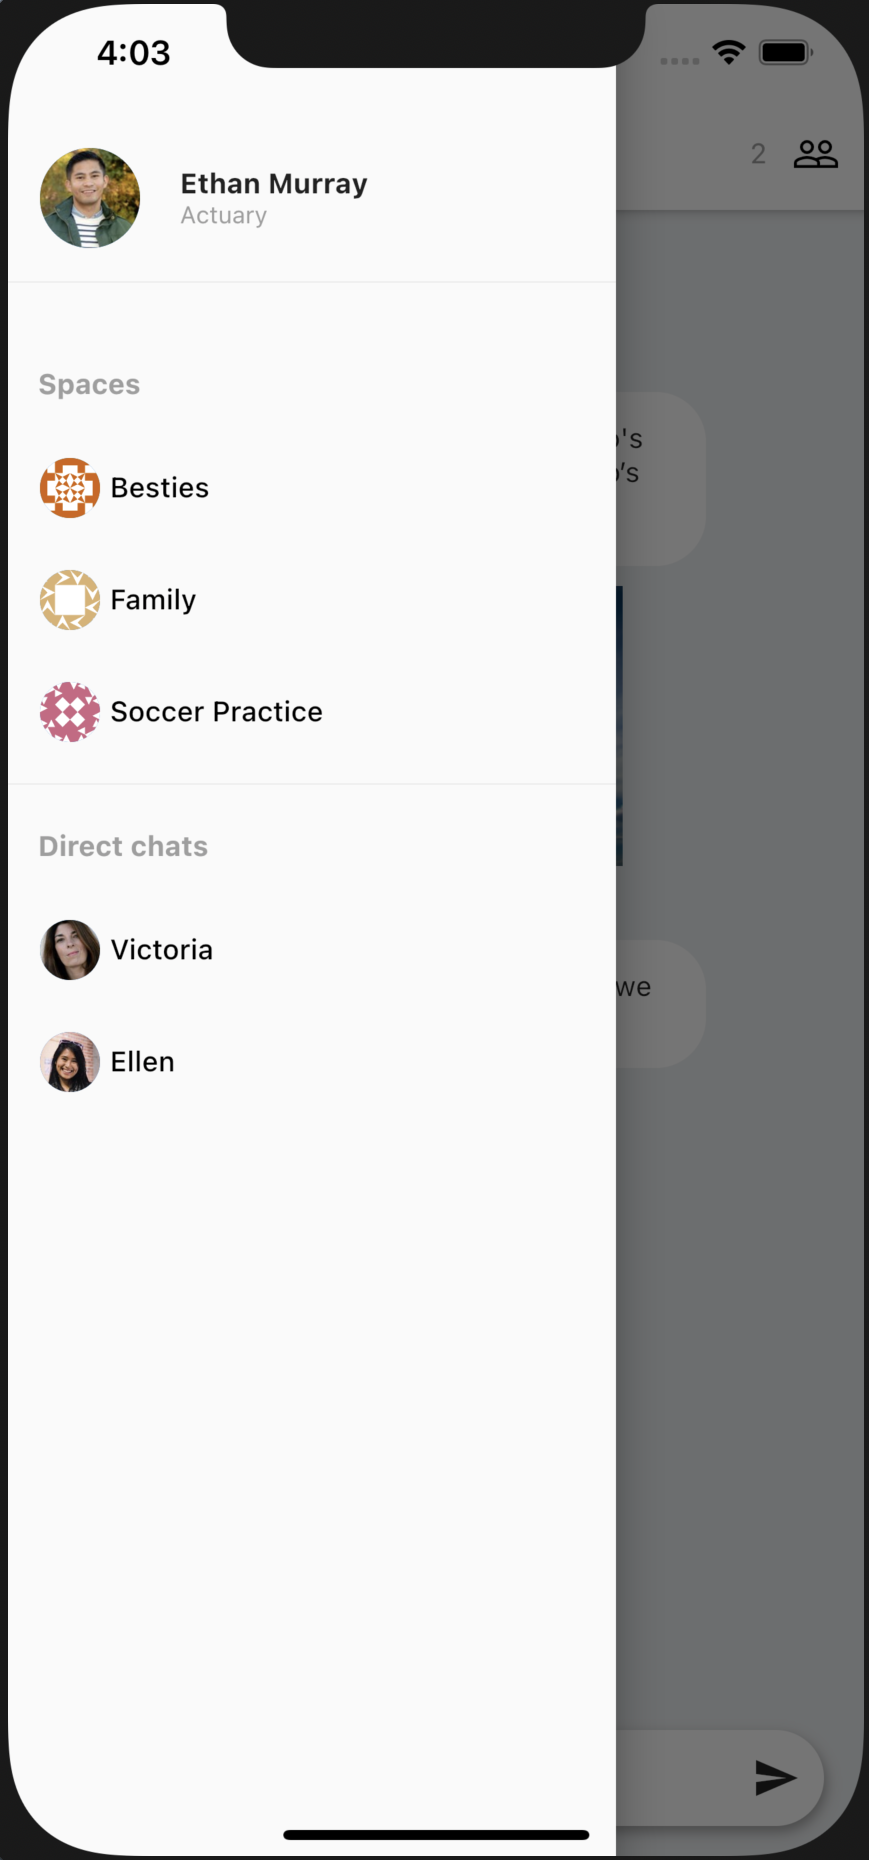 4:03
2
Ethan Murray
Actuary
Spaces
's
's
Besties
Family
Soccer Practice
Direct chats
Victoria
we
Ellen